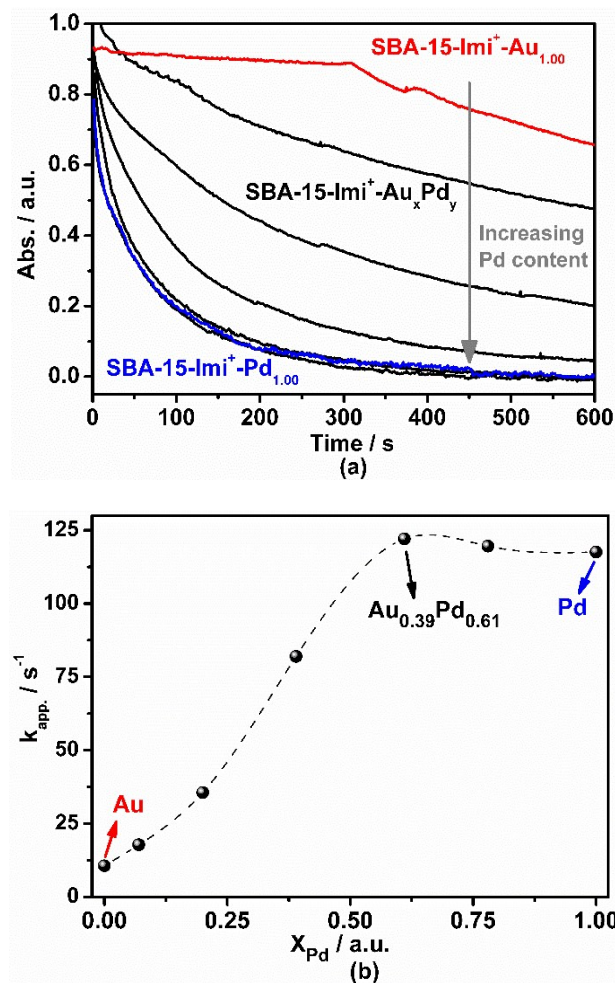 1.0
0.8
0.6
0.4
0.2
0.0
Abs. / a.u.
SBA-15-Imi⁺-Au₁.₀₀
SBA-15-Imi⁺-AuₓPdᵧ
Increasing
Pd content
SBA-15-Imi⁺-Pd₁.₀₀
0 100 200 300 400 500 600
Time / s
(a)
125
100
75
50
25
0
k_app. / s⁻¹
Au₀.₃₉Pd₀.₆₁
Pd
Au
0.00 0.25 0.50 0.75 1.00
X_Pd / a.u.
(b)